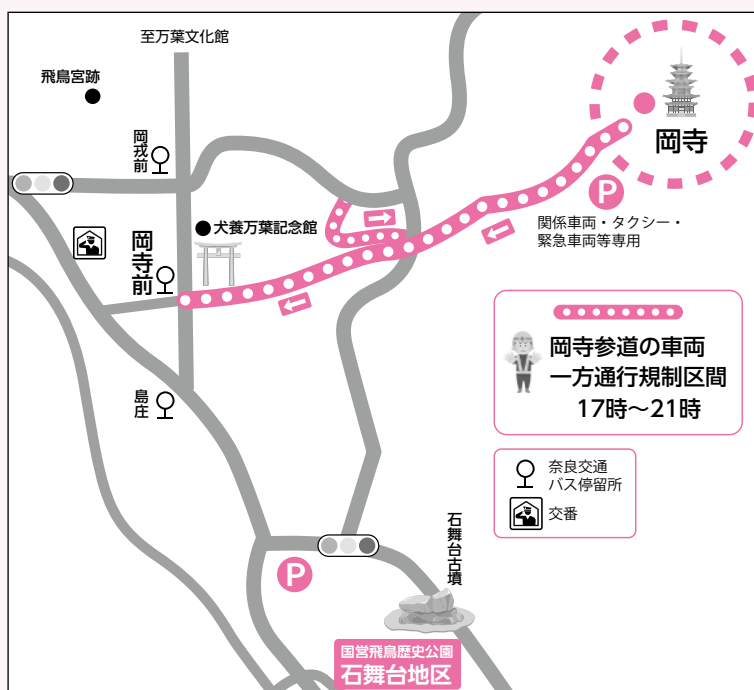 至万葉文化館
飛鳥宮跡
岡戎前
岡寺
犬養万葉記念館
P
関係車両・タクシー・
緊急車両等専用
岡寺前
岡寺参道の車両
一方通行規制区間
17時～21時
島庄
奈良交通
バス停留所
交番
石舞台古墳
P
国営飛鳥歴史公園
石舞台地区